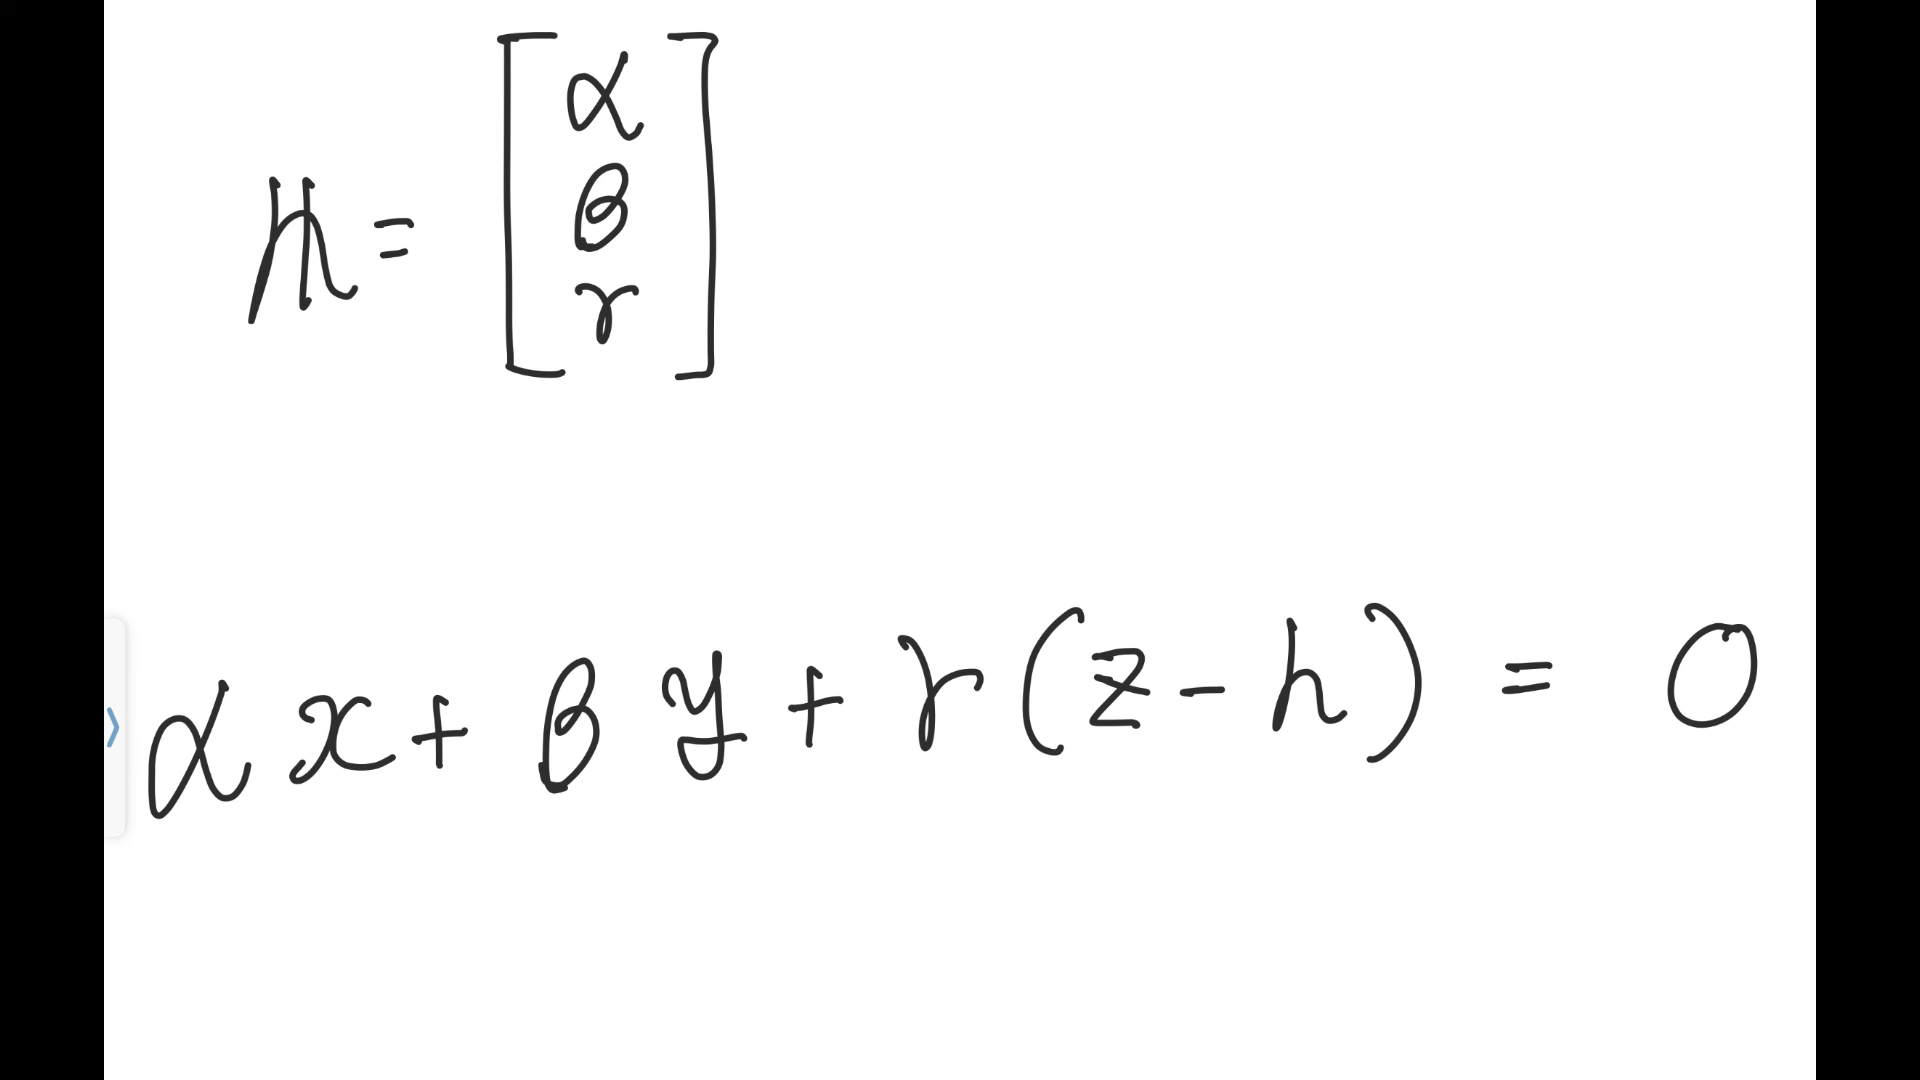 n = [α β γ]
αx + βy + γ(z - h) = 0